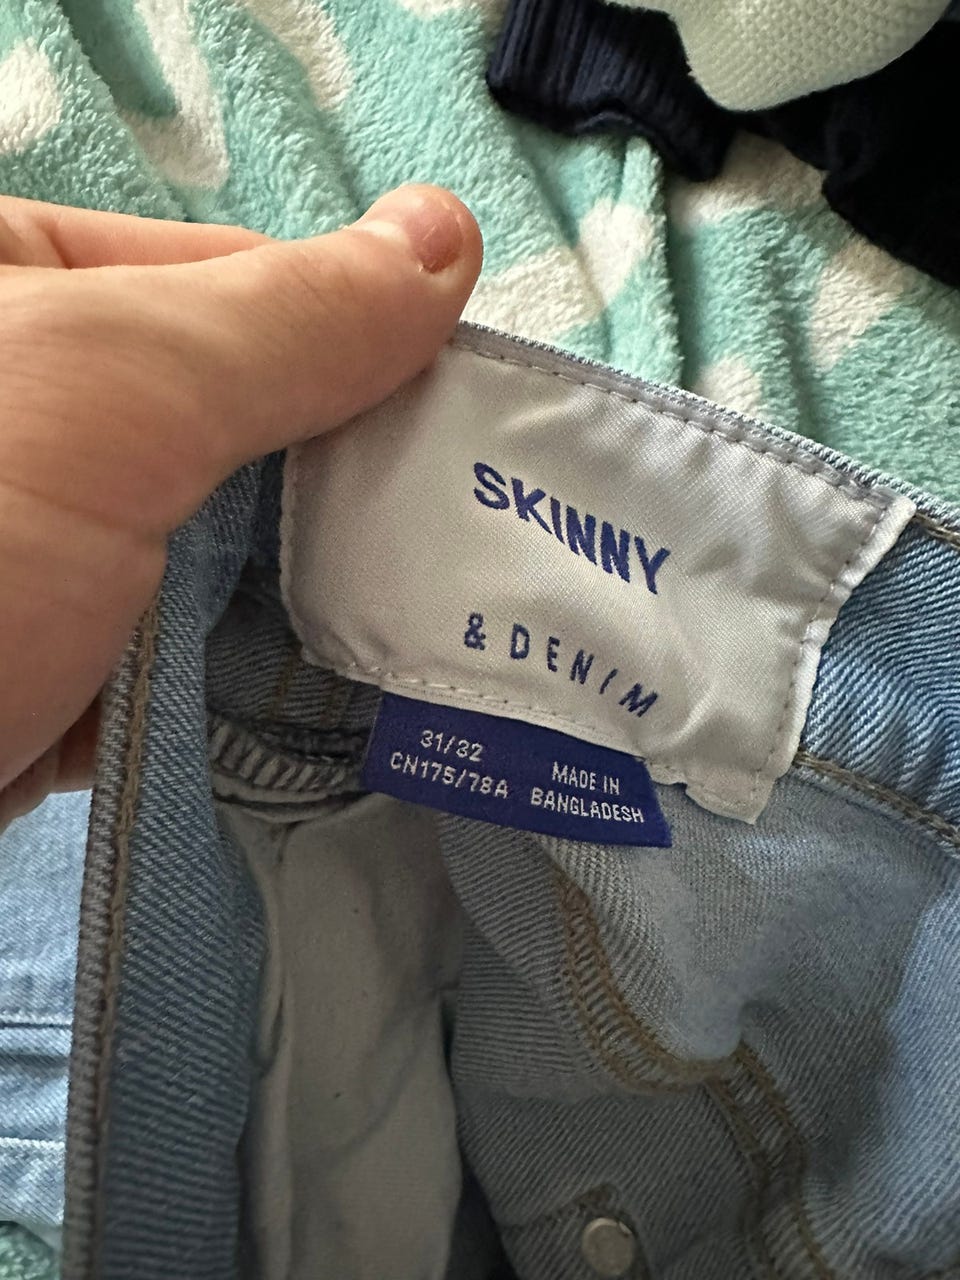 SKINNY
& DENIM
31/32
CN175/78A
MADE IN
BANGLADESH